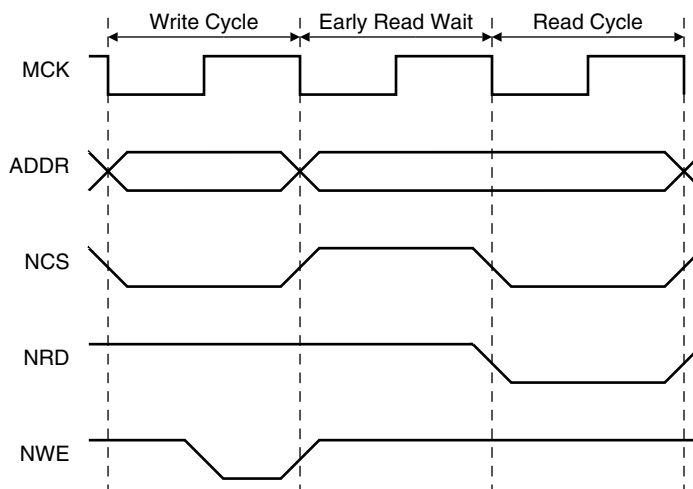 Write Cycle Early Read Wait Read Cycle
MCK
ADDR
NCS
NRD
NWE